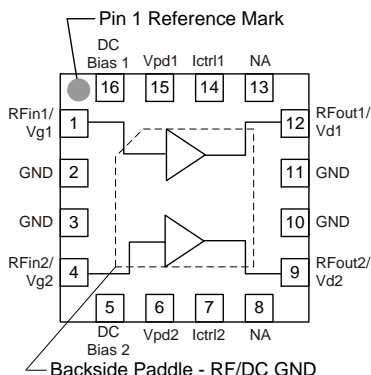 Pin 1 Reference Mark
DC
Bias 1
Vpd1
Ictrl1
NA
16
15
14
13
RFin1/
Vg1
1
12
RFout1/
Vd1
GND
2
11
GND
GND
3
10
GND
RFin2/
Vg2
4
9
RFout2/
Vd2
5
6
7
8
DC
Bias 2
Vpd2
Ictrl2
NA
Backside Paddle - RF/DC GND